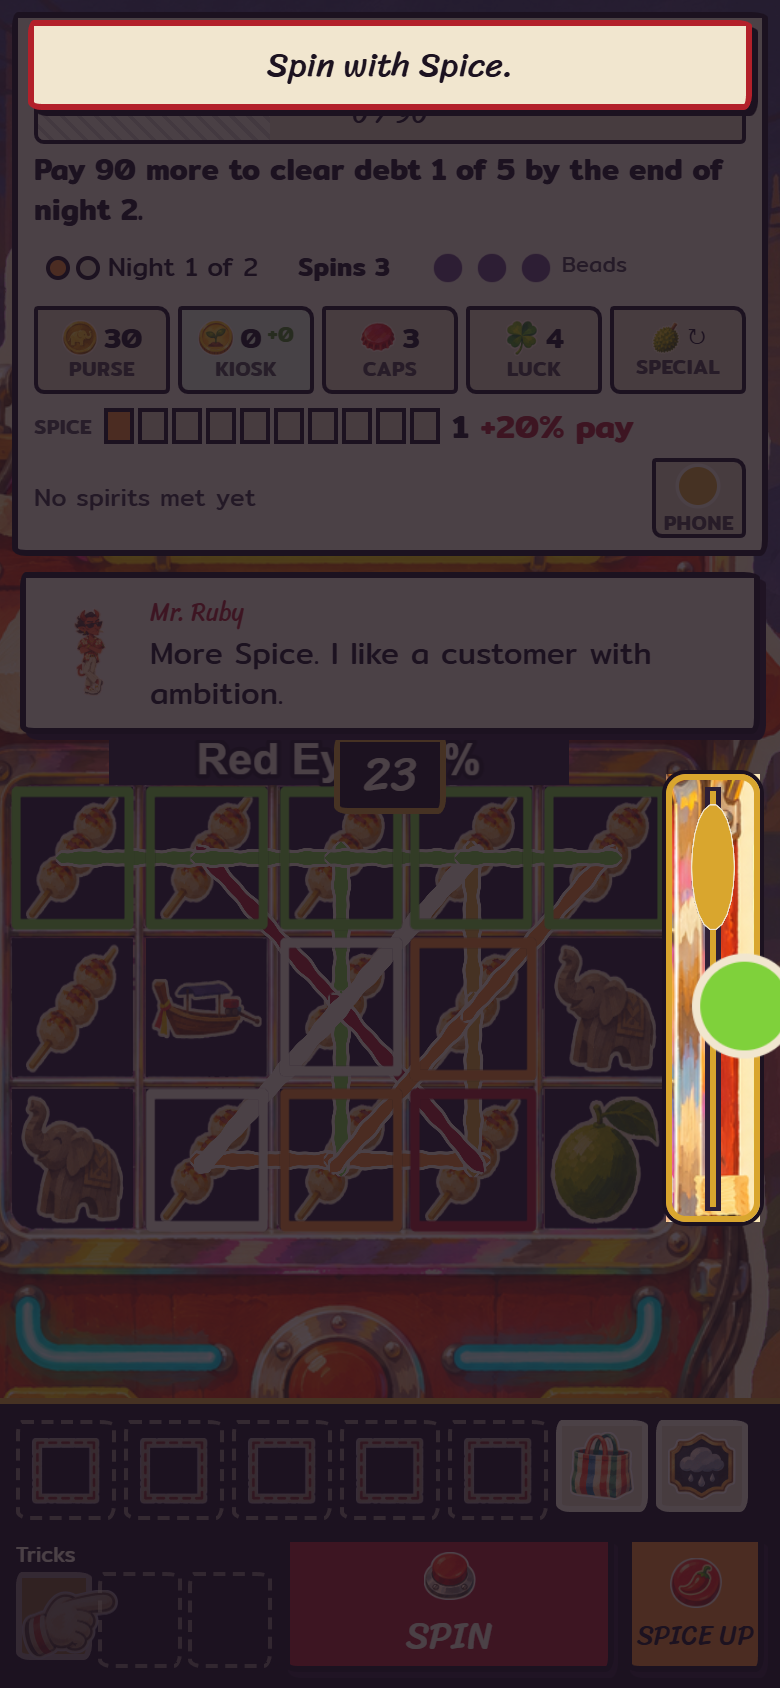 Spin with Spice.
0 / 90
Pay 90 more to clear debt 1 of 5 by the end of
night 2.
Night 1 of 2 Spins 3 Beads
30 0 +0 3 4 ↻
PURSE KIOSK CAPS LUCK SPECIAL
SPICE 1 +20% pay
No spirits met yet
PHONE
Mr. Ruby
More Spice. I like a customer with
ambition.
Red %
23
Tricks
SPIN
SPICE UP